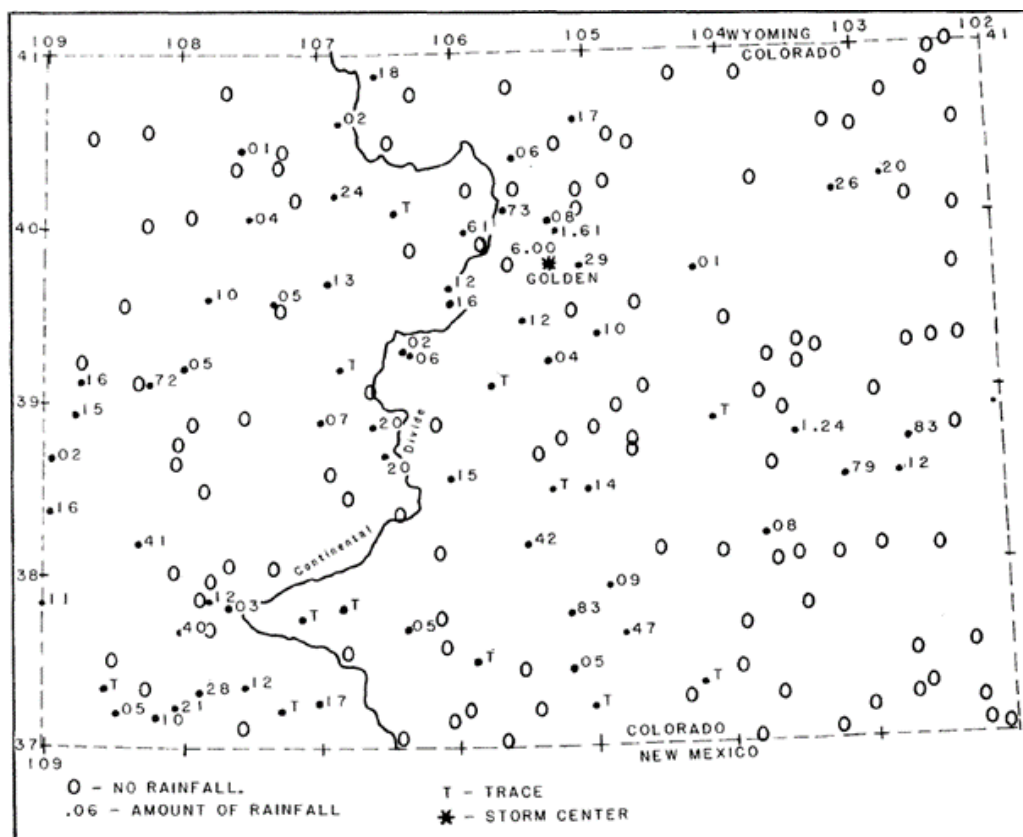 109 108 107 106 105 104 WYOMING 103 102
41 COLORADO 41
.18
.02 .17
.01 .06
.20
.24 T .26
.04 .73 .08
40 .61 1.61
6.00 .29 .01
.13 .12 GOLDEN
.10 .05 .16
.12 .10
.02
.06 .04
.05 T
.16 .72 T
39 T
.15 .07 .20 Divide T 1.24 .83
.02 .20 .79 .12
.15 T .14
.16
.41 Continental .42 .08
38 .09
.11 .12 .03 T .83
.40 T .05 .47
T .05
T .28 .12 T
.05 .21 T .17 T
.10
37 COLORADO
109 NEW MEXICO
O - NO RAINFALL. T - TRACE
.06 - AMOUNT OF RAINFALL * - STORM CENTER